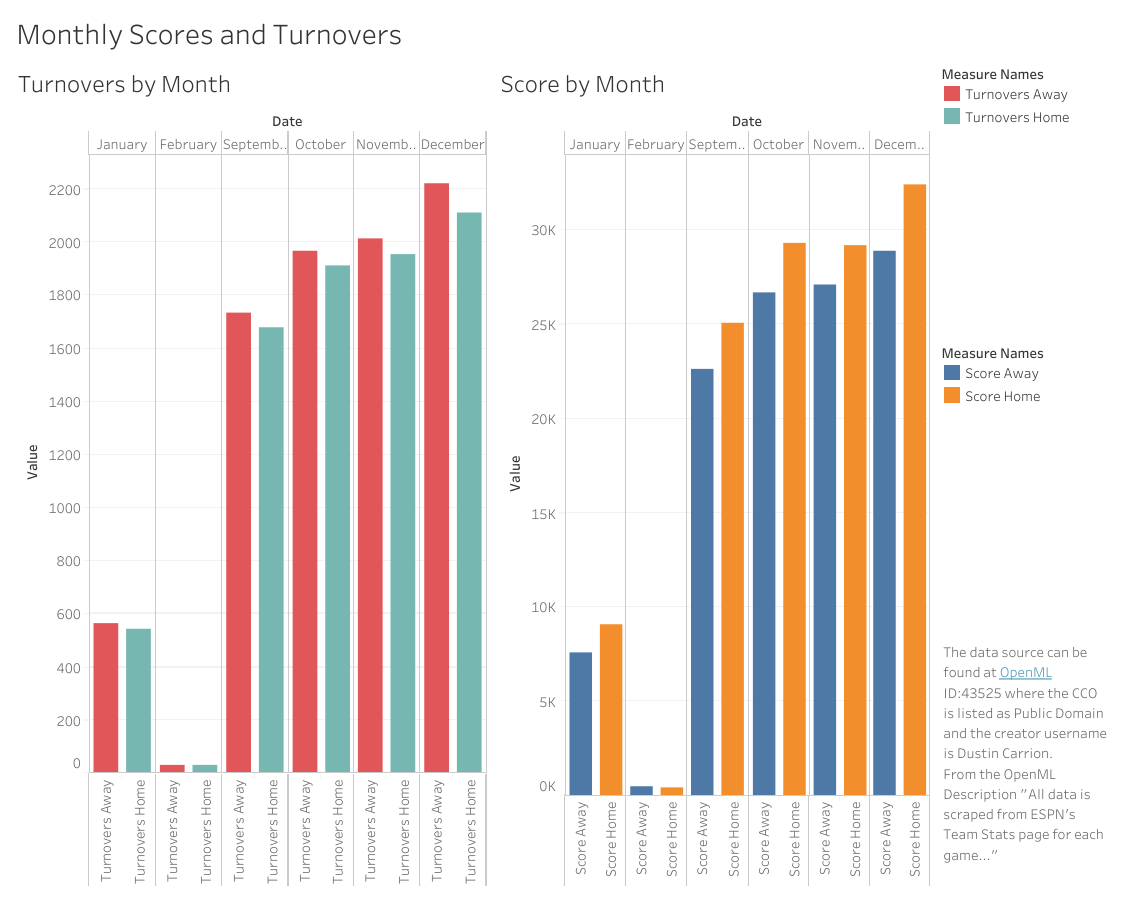 Monthly Scores and Turnovers
Turnovers by Month
Date
January February Septemb.. October Novemb.. December
2200
2000
1800
1600
1400
1200
1000
800
600
400
200
0
Value
Turnovers Away Turnovers Home Turnovers Away Turnovers Home Turnovers Away Turnovers Home Turnovers Away Turnovers Home Turnovers Away Turnovers Home Turnovers Away Turnovers Home
Score by Month
Date
January February Septem.. October Novem.. Decem..
30K
25K
20K
15K
10K
5K
0K
Value
Score Away Score Home Score Away Score Home Score Away Score Home Score Away Score Home Score Away Score Home Score Away Score Home
Measure Names
Turnovers Away
Turnovers Home
Measure Names
Score Away
Score Home
The data source can be
found at OpenML
ID:43525 where the CCO
is listed as Public Domain
and the creator username
is Dustin Carrion.
From the OpenML
Description "All data is
scraped from ESPN's
Team Stats page for each
game..."